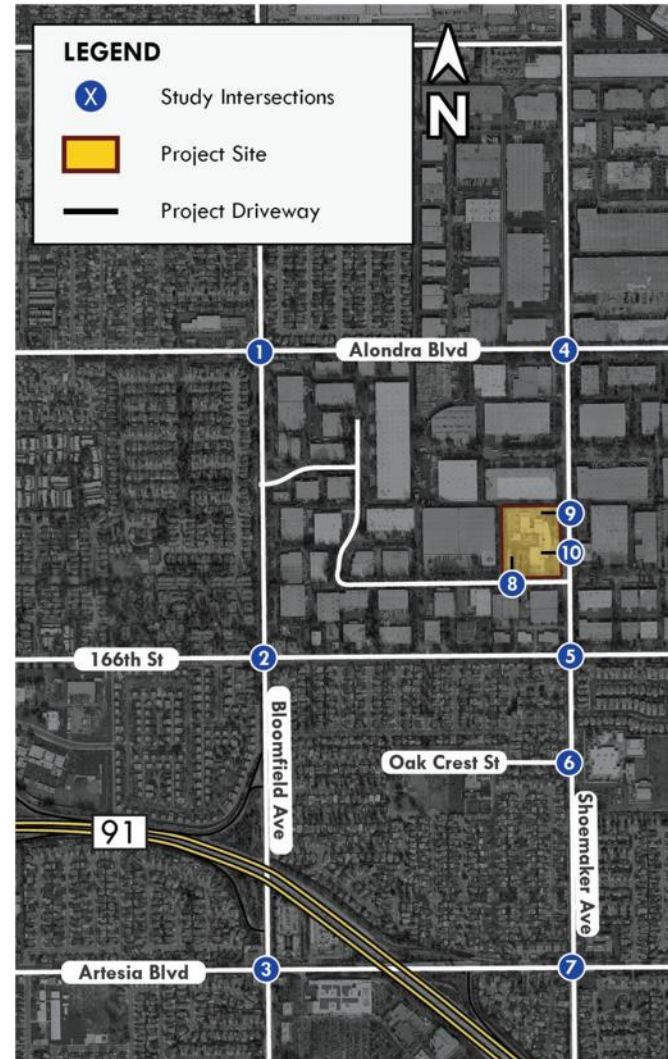 LEGEND
X Study Intersections
Project Site
Project Driveway
N
1
Alondra Blvd
4
9
10
8
166th St
2
5
Bloomfield Ave
Oak Crest St
6
91
Shoemaker Ave
Artesia Blvd
3
7